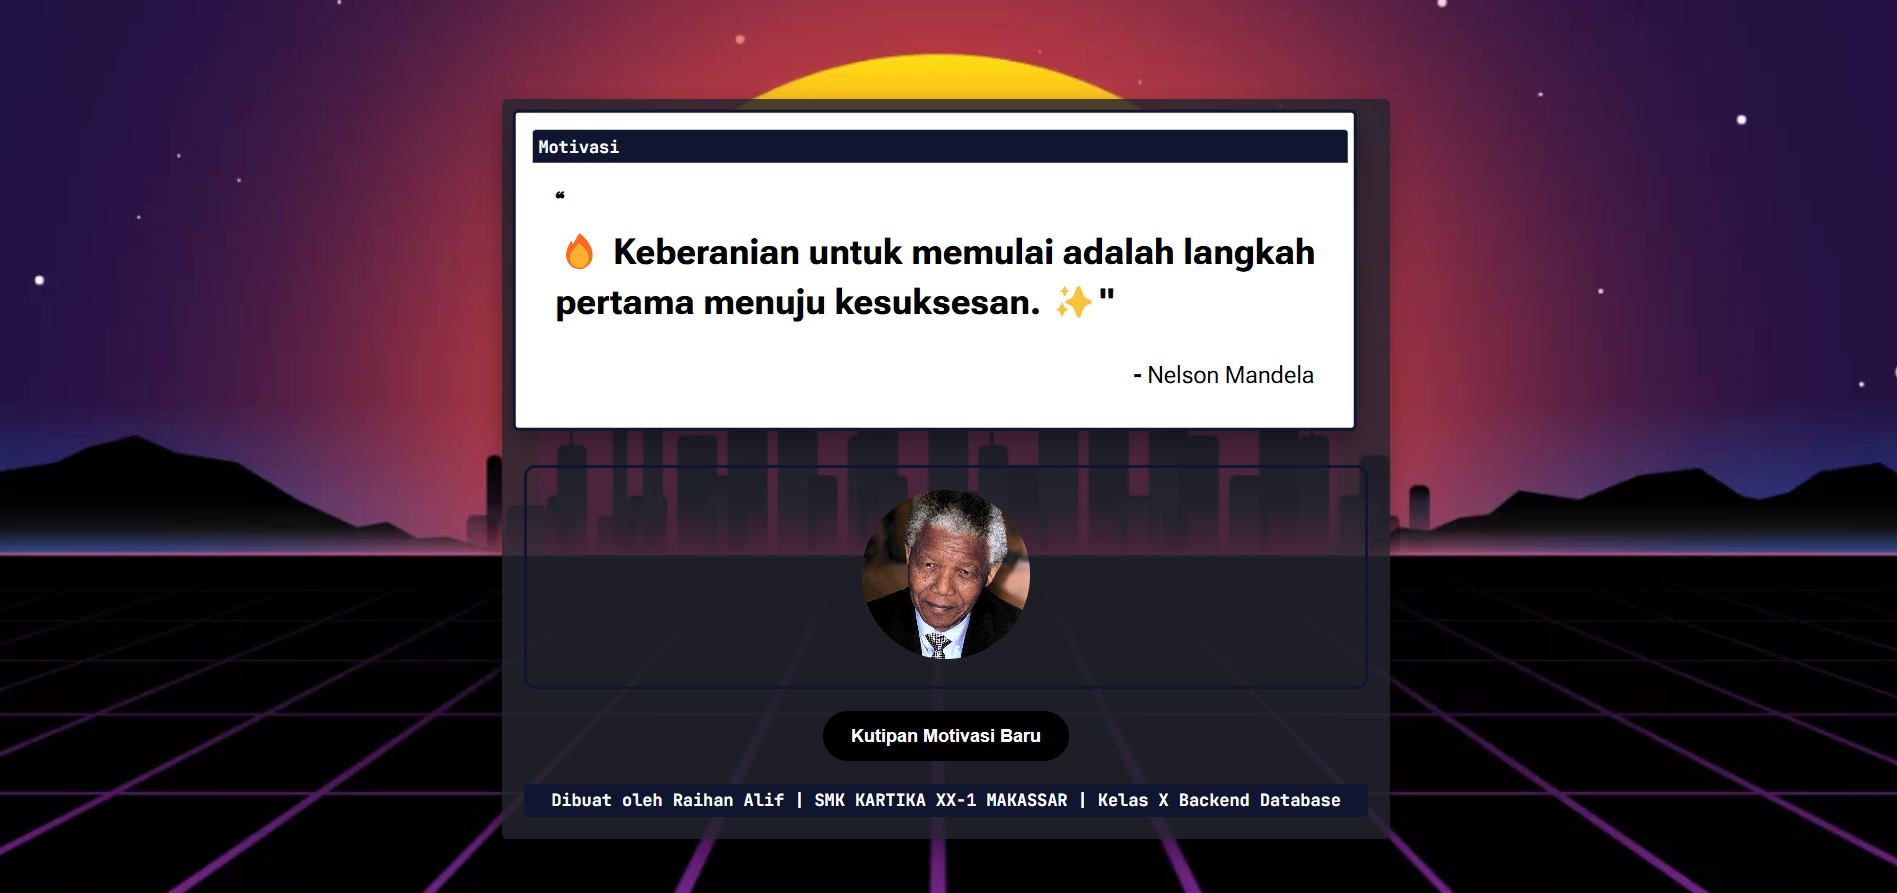 Motivasi
❝
🔥 Keberanian untuk memulai adalah langkah
pertama menuju kesuksesan. ✨"
- Nelson Mandela
Kutipan Motivasi Baru
Dibuat oleh Raihan Alif | SMK KARTIKA XX-1 MAKASSAR | Kelas X Backend Database